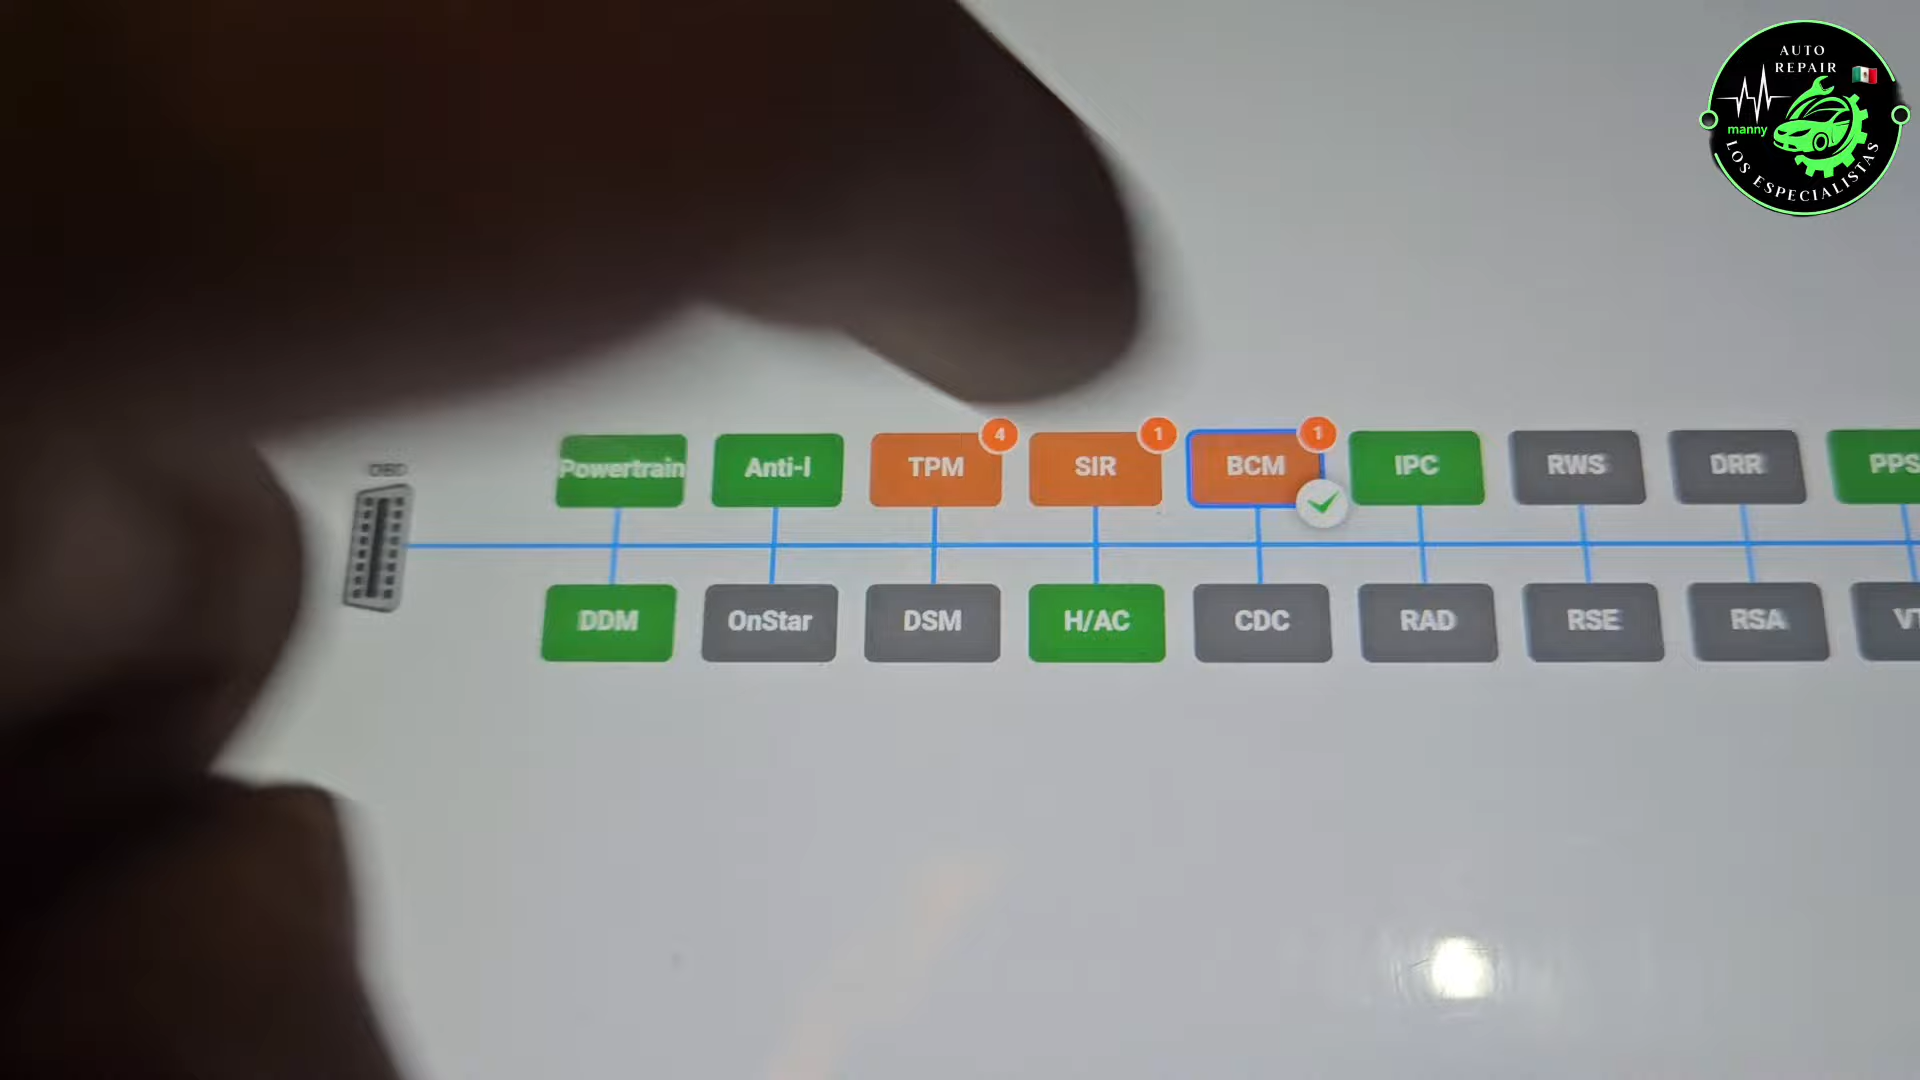 AUTO
REPAIR
manny
LOS ESPECIALISTAS
OBD
Powertrain
Anti-l
TPM
4
SIR
1
BCM
1
IPC
RWS
DRR
PPS
DDM
OnStar
DSM
H/AC
CDC
RAD
RSE
RSA